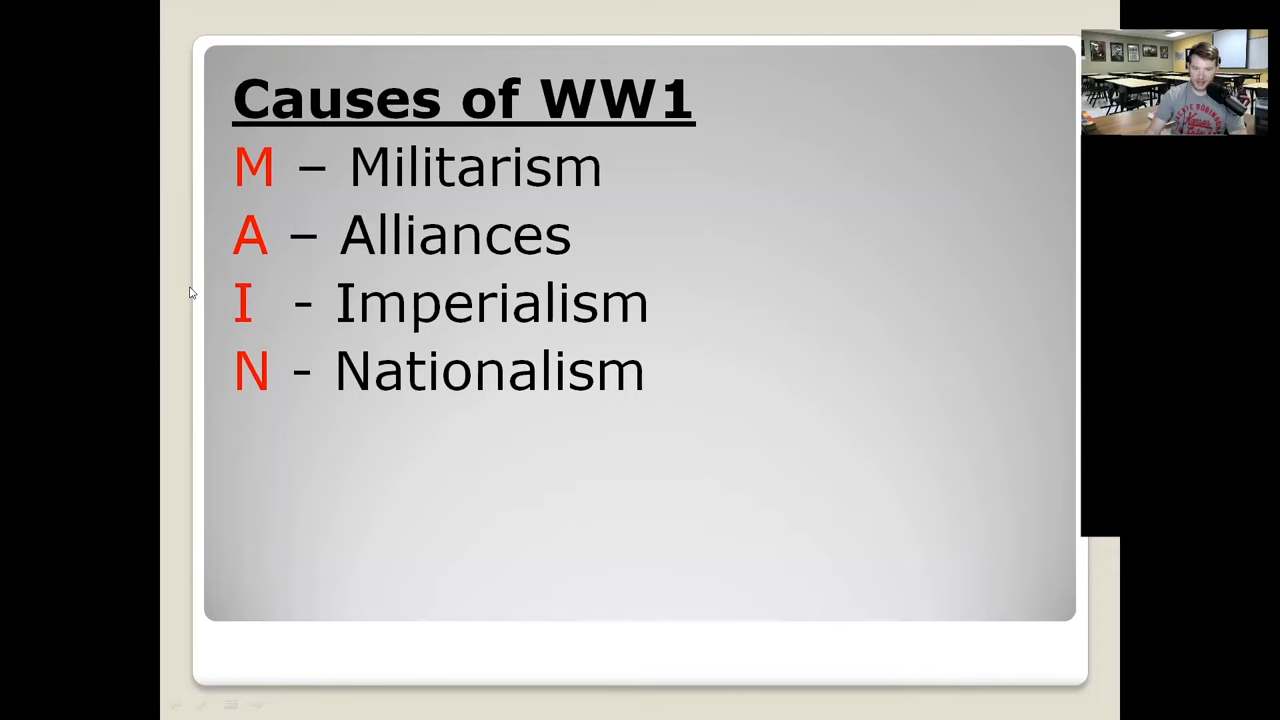 Causes of WW1
M – Militarism
A – Alliances
I - Imperialism
N - Nationalism